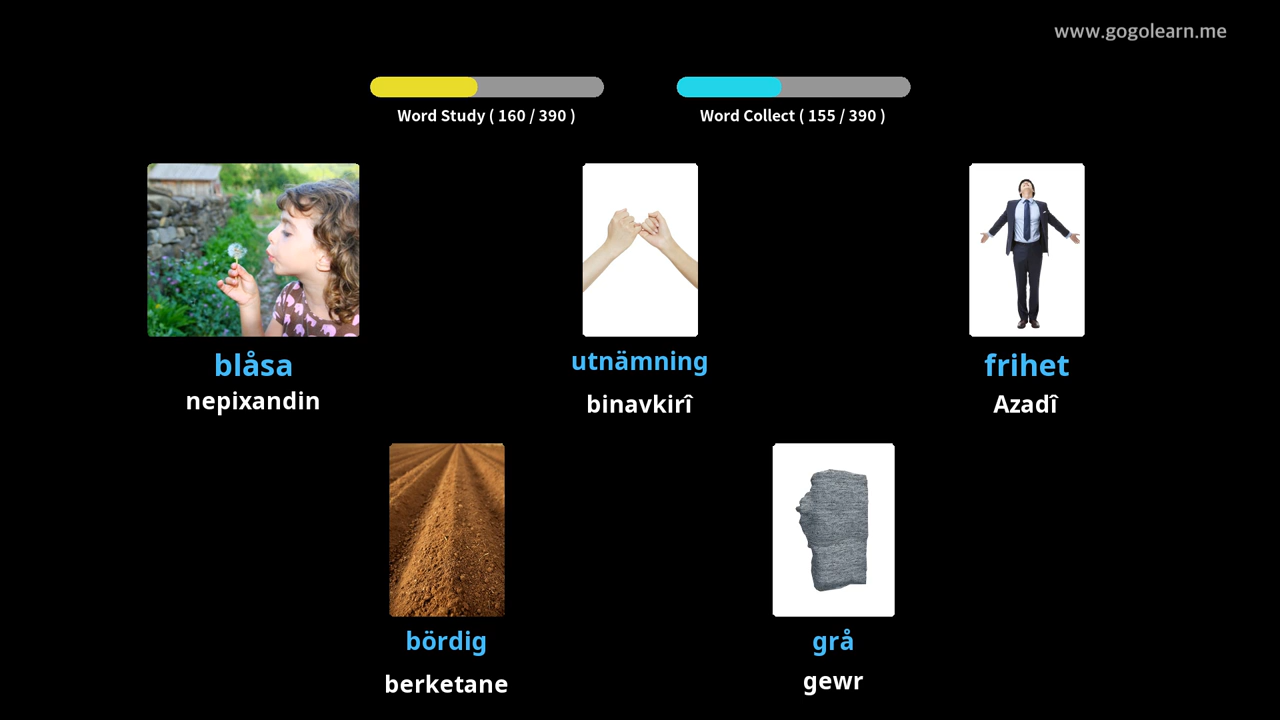 www.gogolearn.me
Word Study ( 160 / 390 )
Word Collect ( 155 / 390 )
blåsa
nepixandin
utnämning
binavkirî
frihet
Azadî
bördig
berketane
grå
gewr